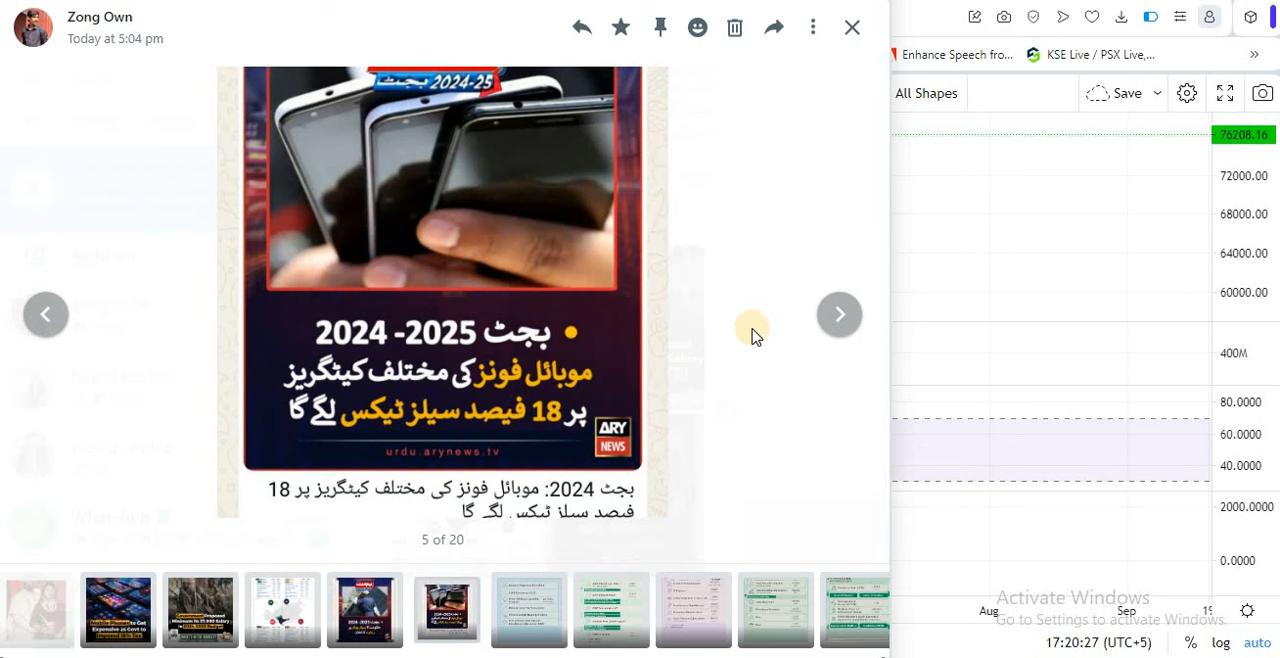 Zong Own
Today at 5:04 pm
Enhance Speech fro...
KSE Live / PSX Live,...
»
All Shapes
Save
بجٹ 2024-25
76208.16
72000.00
68000.00
64000.00
60000.00
400M
80.0000
60.0000
40.0000
2000.0000
0.0000
• بجٹ 2025- 2024
موبائل فونز کی مختلف کیٹگریز
پر 18 فیصد سیلز ٹیکس لگے گا
ARY
NEWS
urdu.arynews.tv
بجٹ 2024: موبائل فونز کی مختلف کیٹگریز پر 18
فیصد سیلز ٹیکس لگے گا
5 of 20
Activate Windows
Go to Settings to activate Windows.
Aug
Sep
17:20:27 (UTC+5)
%
log
auto